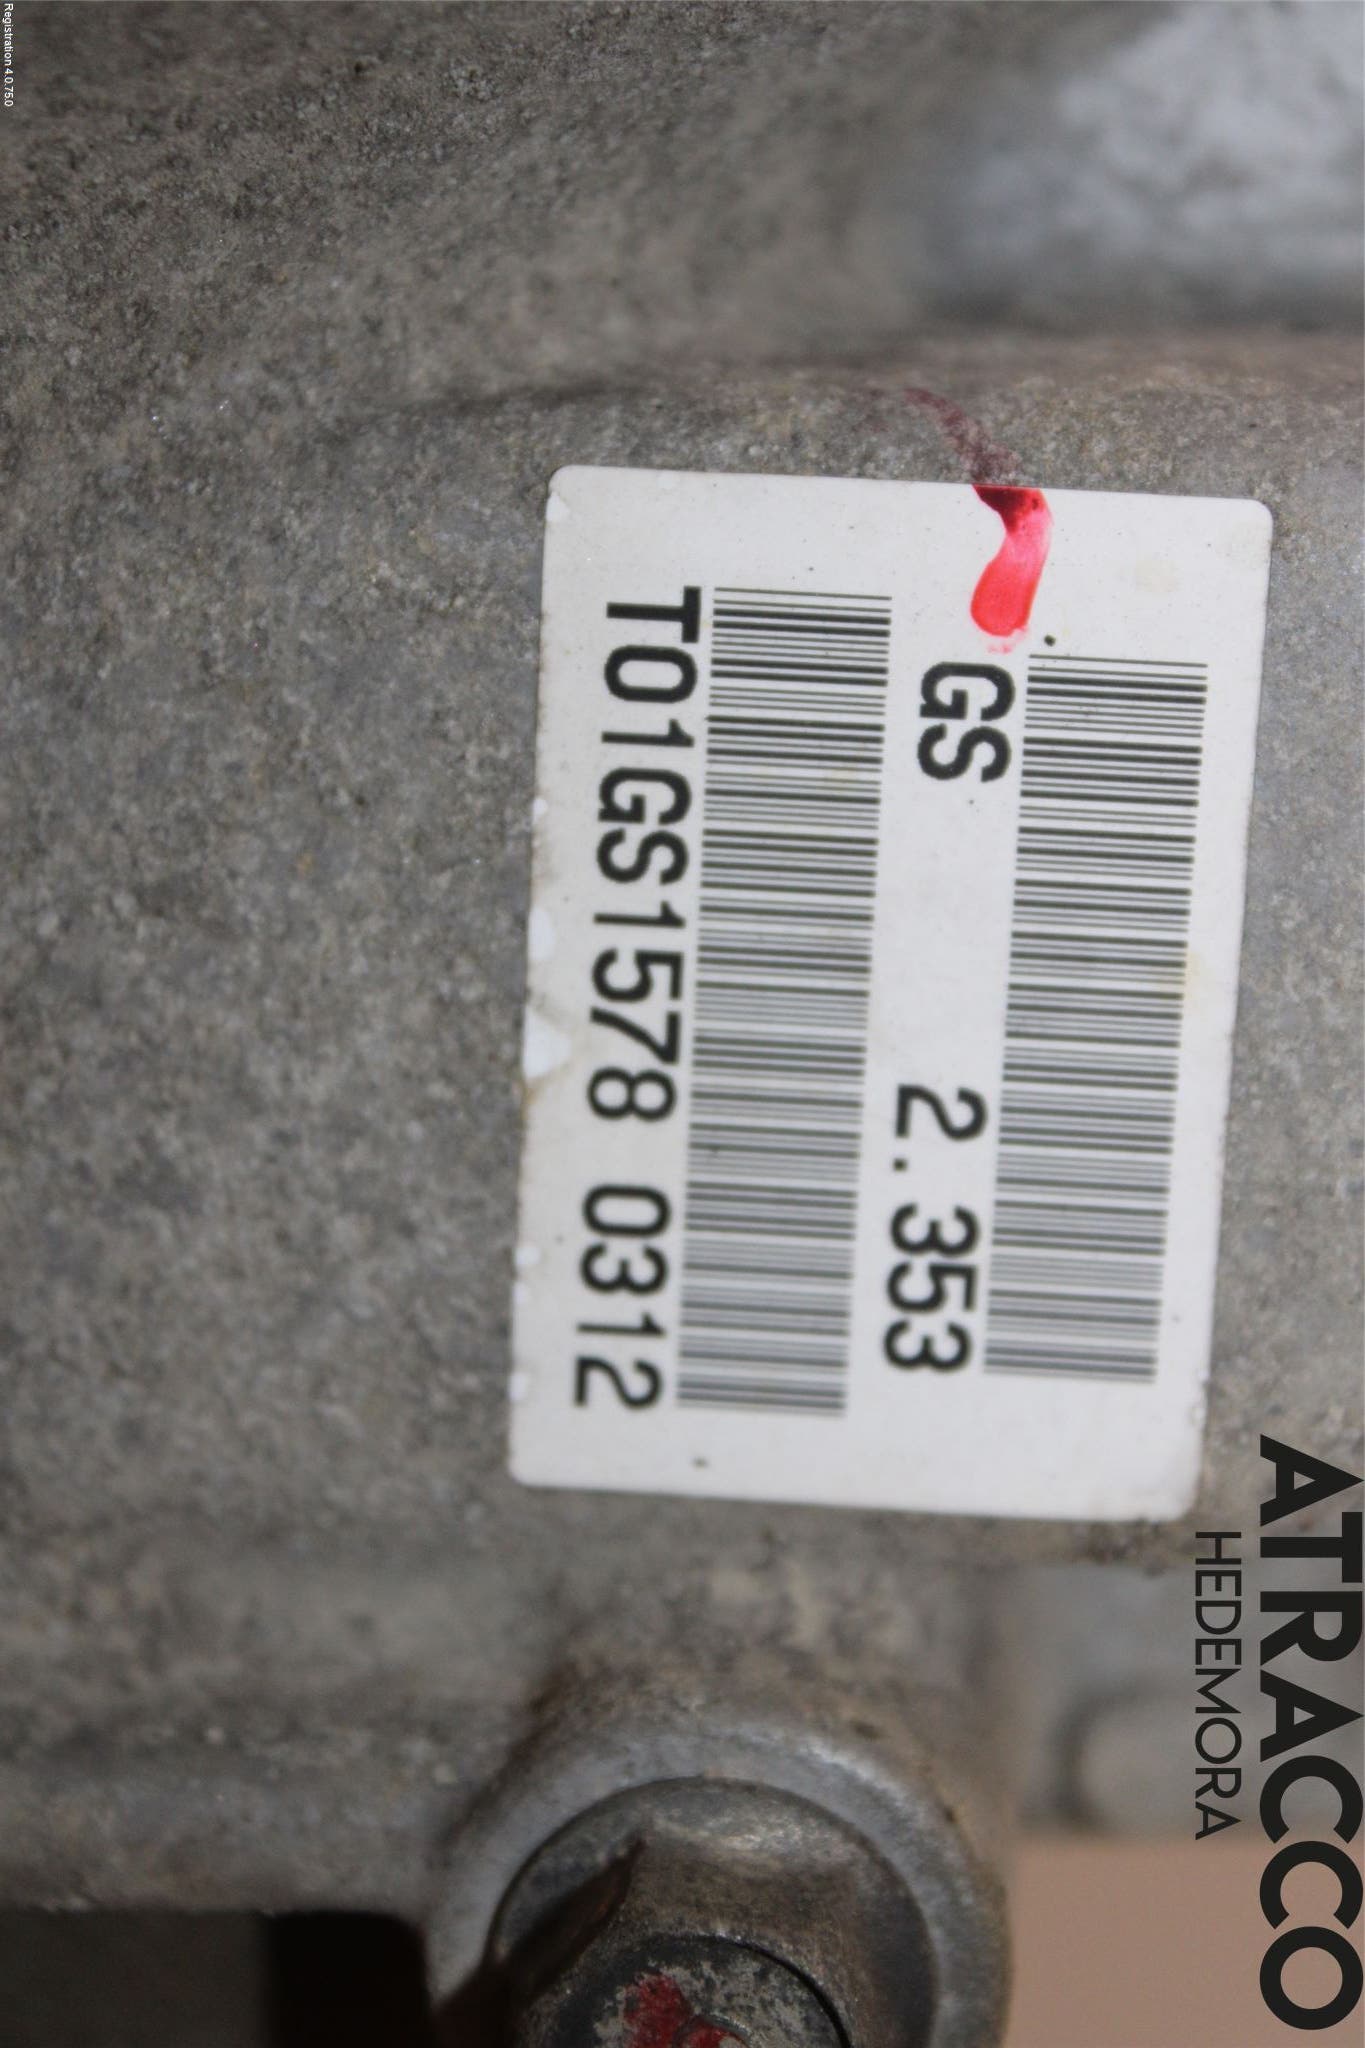 GS 2.353
T01GS1578 0312
ATRACCO
HEDEMORA
Registration 4.0.75.0